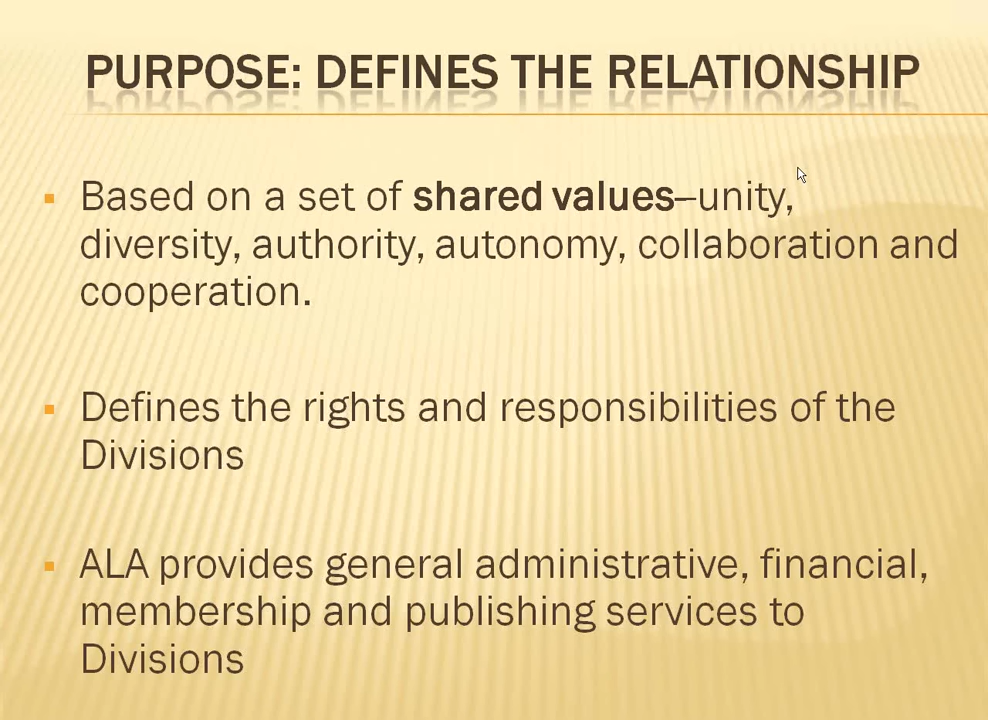 PURPOSE: DEFINES THE RELATIONSHIP
Based on a set of shared values–unity,
diversity, authority, autonomy, collaboration and
cooperation.
Defines the rights and responsibilities of the
Divisions
ALA provides general administrative, financial,
membership and publishing services to
Divisions